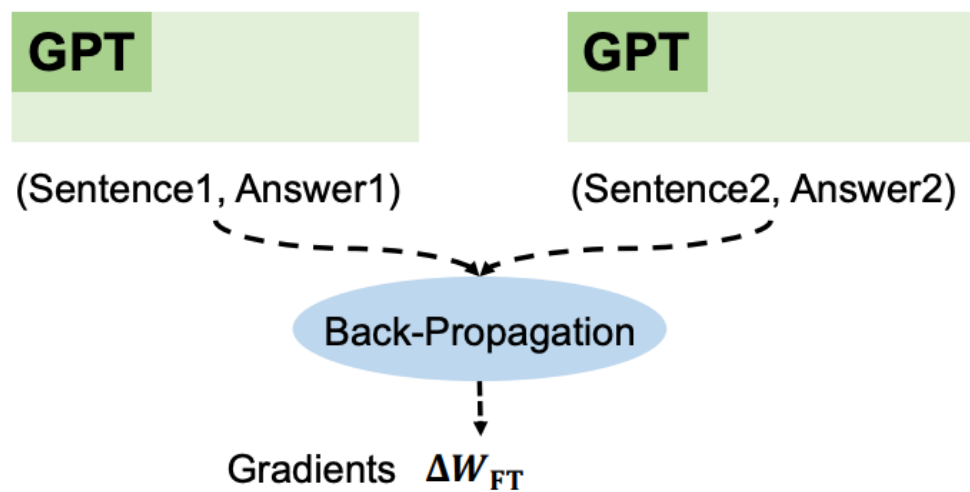 GPT GPT
(Sentence1, Answer1) (Sentence2, Answer2)
Back-Propagation
Gradients ΔW_FT